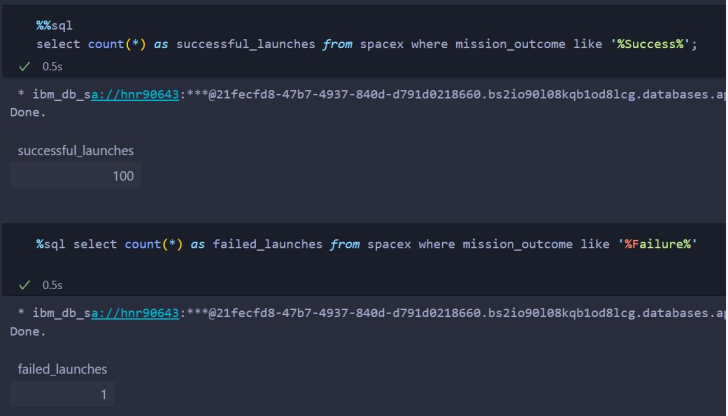 %%sql
select count(*) as successful_launches from spacex where mission_outcome like '%Success%';
✓ 0.5s
* ibm_db_sa://hnr90643:***@21fecfd8-47b7-4937-840d-d791d0218660.bs2io90l08kqb1od8lcg.databases.ap
Done.
successful_launches
100
%sql select count(*) as failed_launches from spacex where mission_outcome like '%Failure%'
✓ 0.5s
* ibm_db_sa://hnr90643:***@21fecfd8-47b7-4937-840d-d791d0218660.bs2io90l08kqb1od8lcg.databases.ap
Done.
failed_launches
1